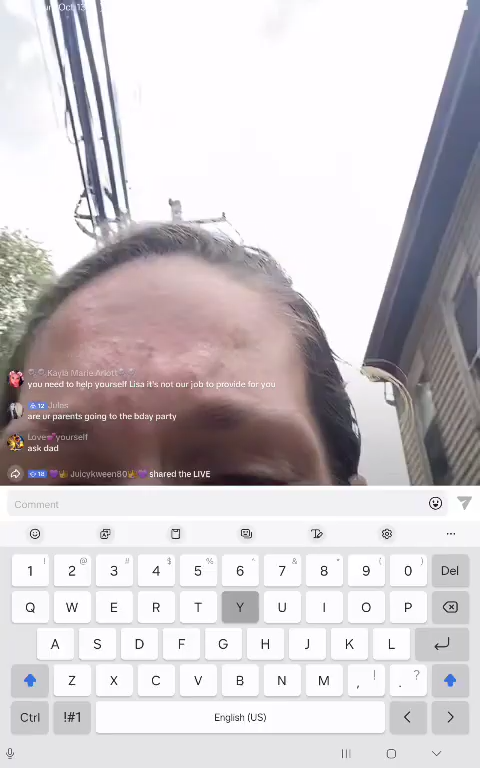 Kayla Marie Arlott
you need to help yourself Lisa it's not our job to provide for you
12 Julos
are ur parents going to the bday party
Love yourself
ask dad
18 Juicykween80 shared the LIVE
Comment
1 ! 2 @ 3 # 4 $ 5 % 6 ^ 7 & 8 * 9 ( 0 ) Del
Q W E R T Y U I O P
A S D F G H J K L
Z X C V B N M , ! . ?
Ctrl !#1 English (US) < >